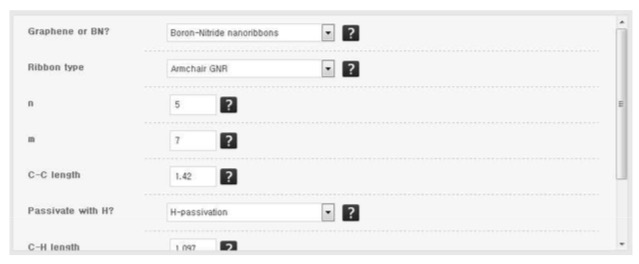 Graphene or BN? Boron-Nitride nanoribbons ?
Ribbon type Armchair GNR ?
n 5 ?
m 7 ?
C-C length 1.42 ?
Passivate with H? H-passivation ?
C-H length 1.097 ?